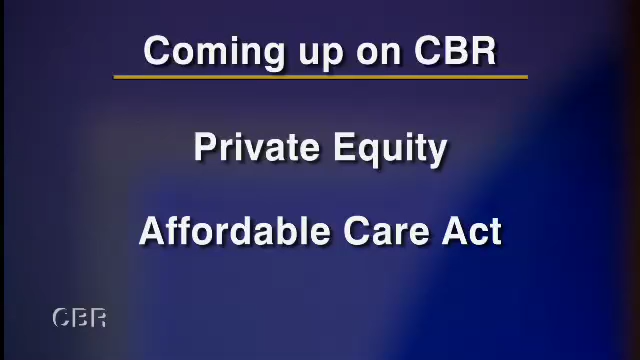 Coming up on CBR
Private Equity
Affordable Care Act
CBR